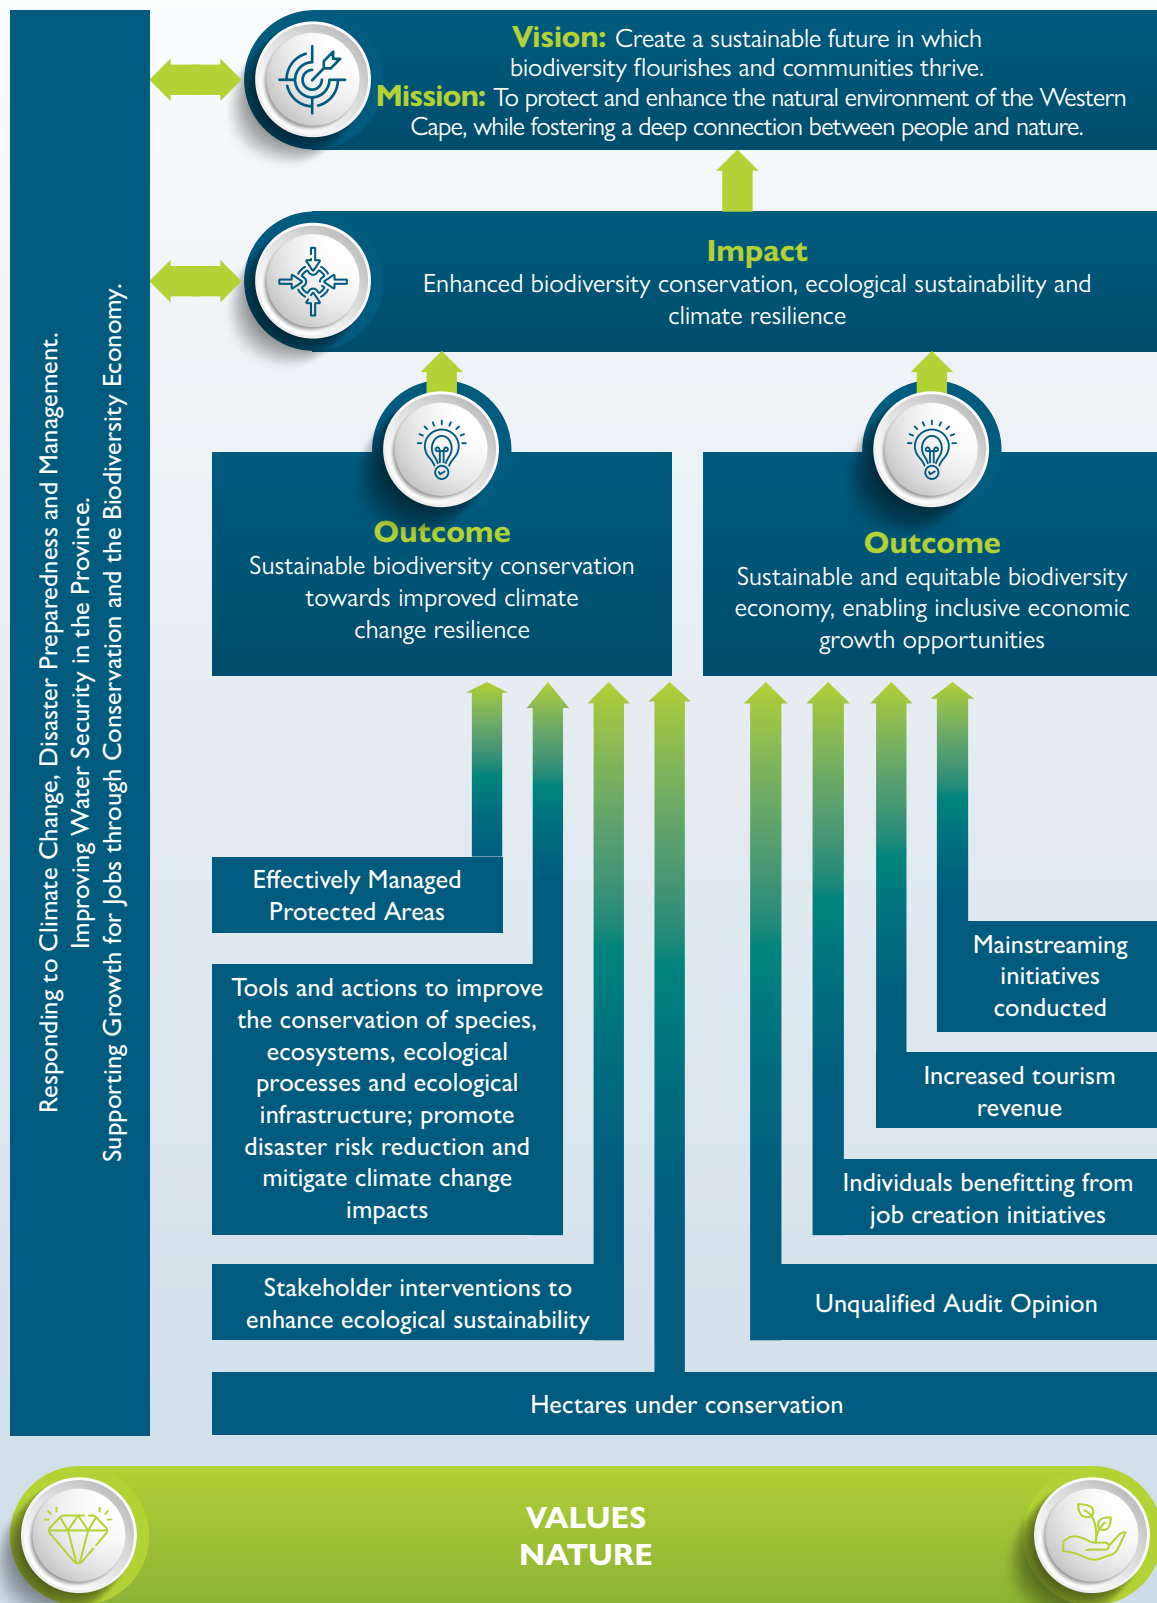 Responding to Climate Change, Disaster Preparedness and Management.
Improving Water Security in the Province.
Supporting Growth for Jobs through Conservation and the Biodiversity Economy.
Vision: Create a sustainable future in which
biodiversity flourishes and communities thrive.
Mission: To protect and enhance the natural environment of the Western
Cape, while fostering a deep connection between people and nature.
Impact
Enhanced biodiversity conservation, ecological sustainability and
climate resilience
Outcome
Sustainable biodiversity conservation
towards improved climate
change resilience
Outcome
Sustainable and equitable biodiversity
economy, enabling inclusive economic
growth opportunities
Effectively Managed
Protected Areas
Tools and actions to improve
the conservation of species,
ecosystems, ecological
processes and ecological
infrastructure; promote
disaster risk reduction and
mitigate climate change
impacts
Stakeholder interventions to
enhance ecological sustainability
Mainstreaming
initiatives
conducted
Increased tourism
revenue
Individuals benefitting from
job creation initiatives
Unqualified Audit Opinion
Hectares under conservation
VALUES
NATURE